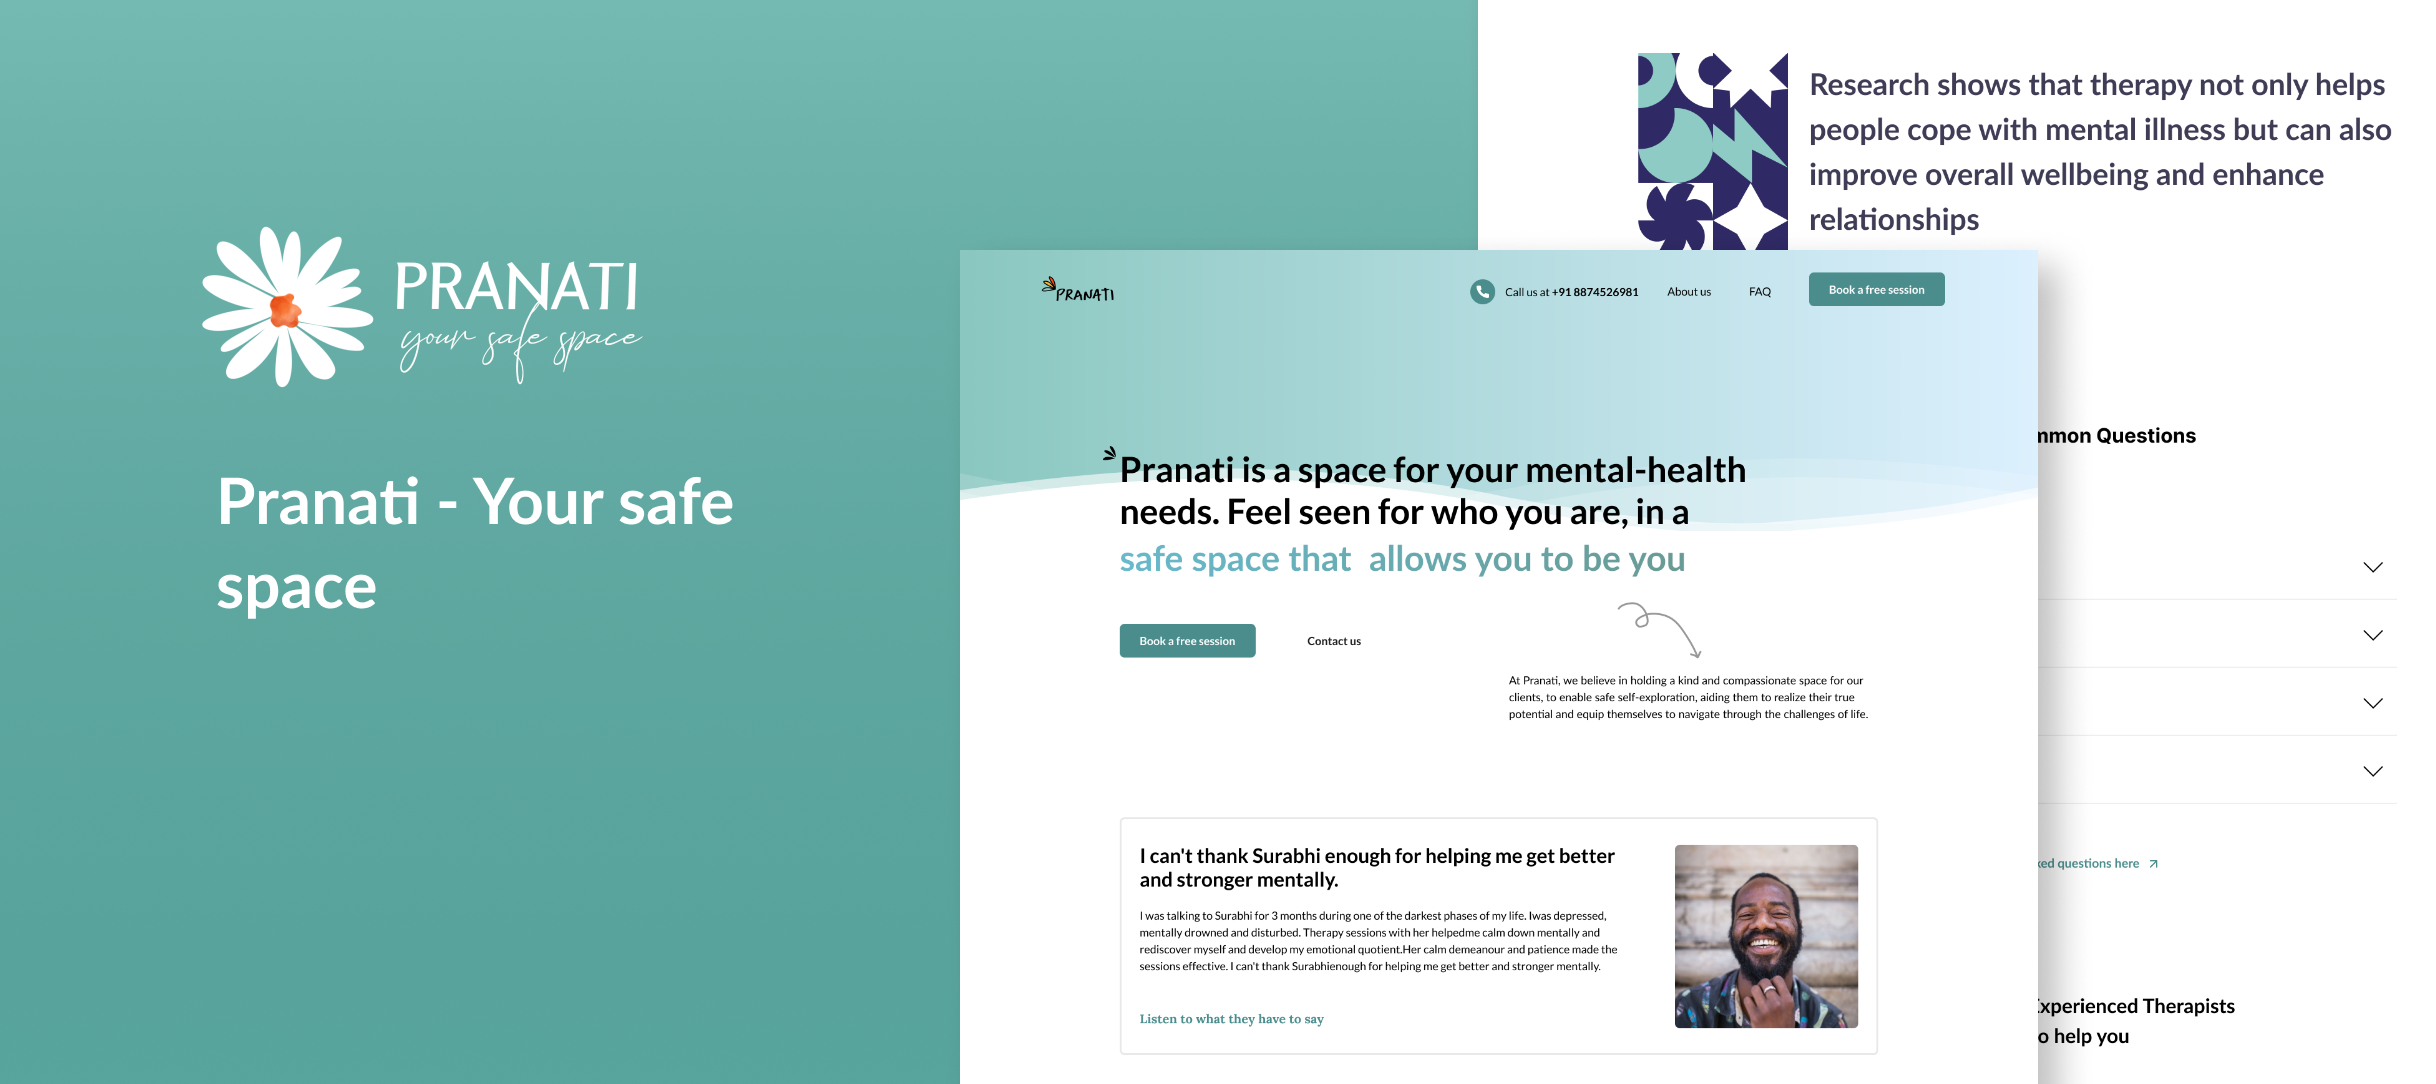 PRANATI
your safe space
Pranati - Your safe
space
Research shows that therapy not only helps
people cope with mental illness but can also
improve overall wellbeing and enhance
relationships
PRANATI
Call us at +91 8874526981
About us
FAQ
Book a free session
Pranati is a space for your mental-health
needs. Feel seen for who you are, in a
safe space that allows you to be you
Book a free session
Contact us
At Pranati, we believe in holding a kind and compassionate space for our
clients, to enable safe self-exploration, aiding them to realize their true
potential and equip themselves to navigate through the challenges of life.
I can't thank Surabhi enough for helping me get better
and stronger mentally.
I was talking to Surabhi for 3 months during one of the darkest phases of my life. Iwas depressed,
mentally drowned and disturbed. Therapy sessions with her helpedme calm down mentally and
rediscover myself and develop my emotional quotient.Her calm demeanour and patience made the
sessions effective. I can't thank Surabhienough for helping me get better and stronger mentally.
Listen to what they have to say
mmon Questions
ked questions here
xperienced Therapists
o help you